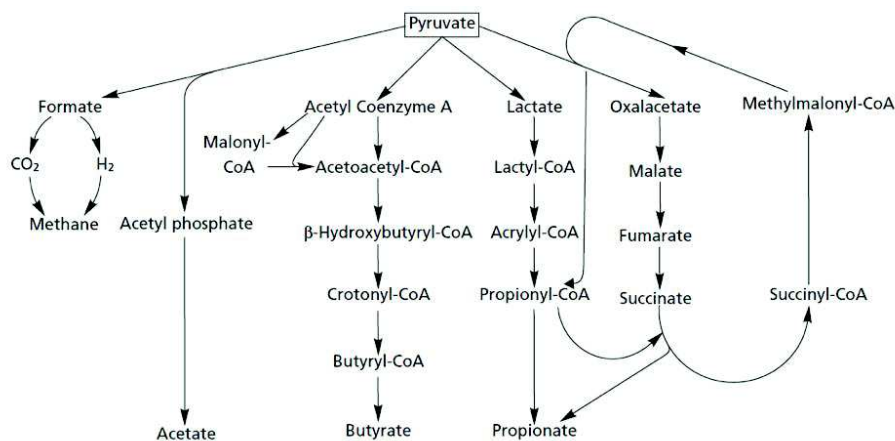 Pyruvate
Formate
Acetyl Coenzyme A
Lactate
Oxalacetate
Methylmalonyl-CoA
Malonyl-
CoA
CO₂
H₂
Acetoacetyl-CoA
Lactyl-CoA
Malate
Methane
Acetyl phosphate
β-Hydroxybutyryl-CoA
Acrylyl-CoA
Fumarate
Crotonyl-CoA
Propionyl-CoA
Succinate
Succinyl-CoA
Butyryl-CoA
Acetate
Butyrate
Propionate